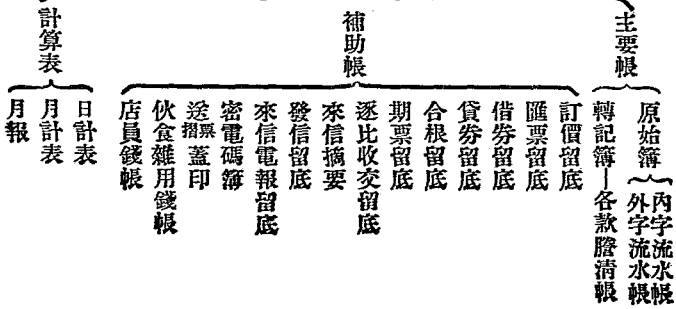 主要帳
原始簿
內字流水帳
外字流水帳
轉記簿—各款謄清帳
補助帳
訂價留底
匯票留底
借券留底
貸券留底
合根留底
期票留底
逐比收交留底
來信摘要
發信留底
來信電報留底
密電碼簿
送票摺蓋印
伙食雜用錢帳
店員錢帳
計算表
日計表
月計表
月報